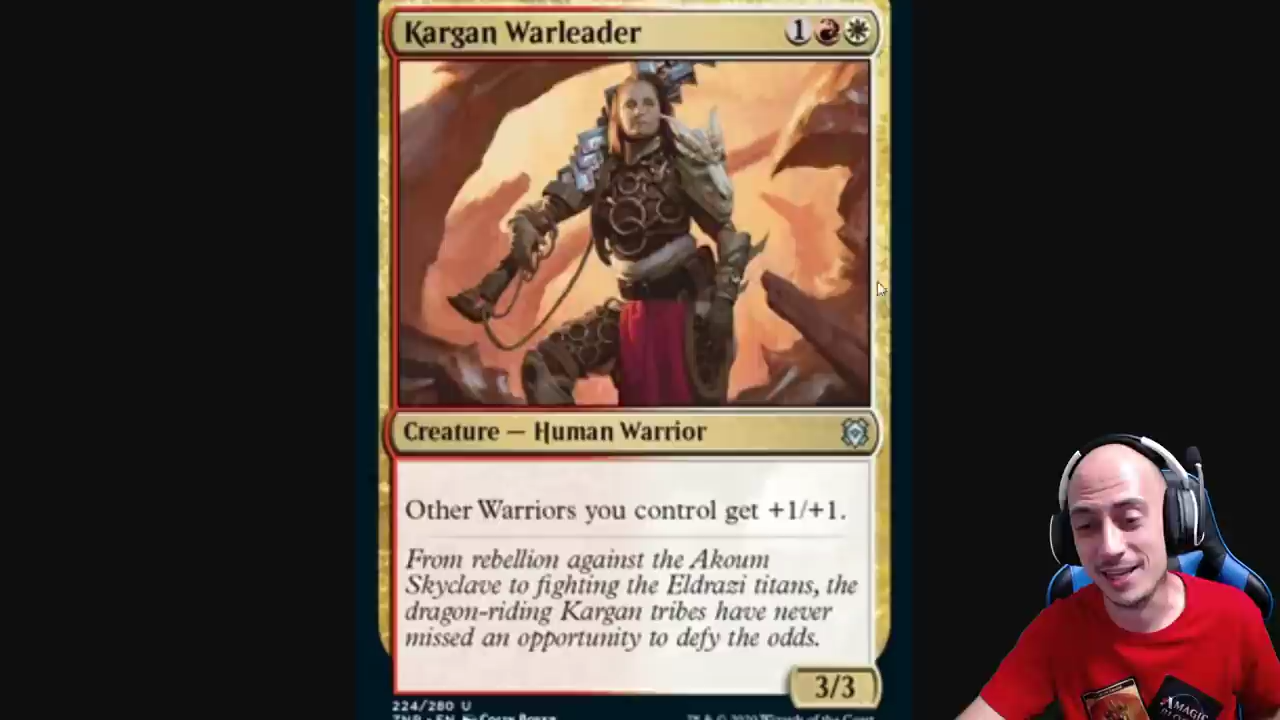 Kargan Warleader
1
Creature — Human Warrior
Other Warriors you control get +1/+1.
From rebellion against the Akoum
Skyclave to fighting the Eldrazi titans, the
dragon-riding Kargan tribes have never
missed an opportunity to defy the odds.
3/3
224/280 U
MAGIC